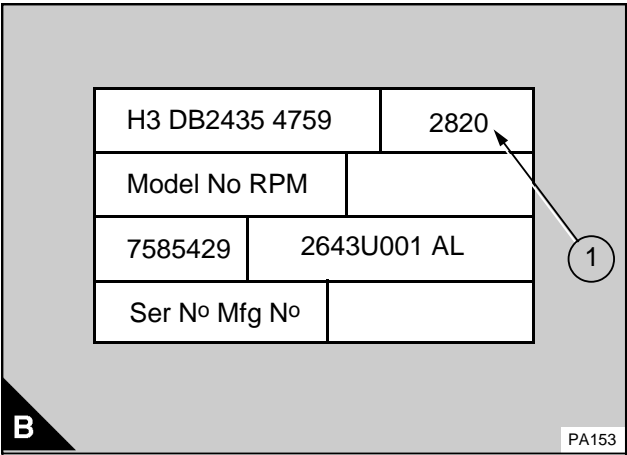 H3 DB2435 4759 2820
Model No RPM
1
7585429 2643U001 AL
Ser Nº Mfg Nº
B
PA153